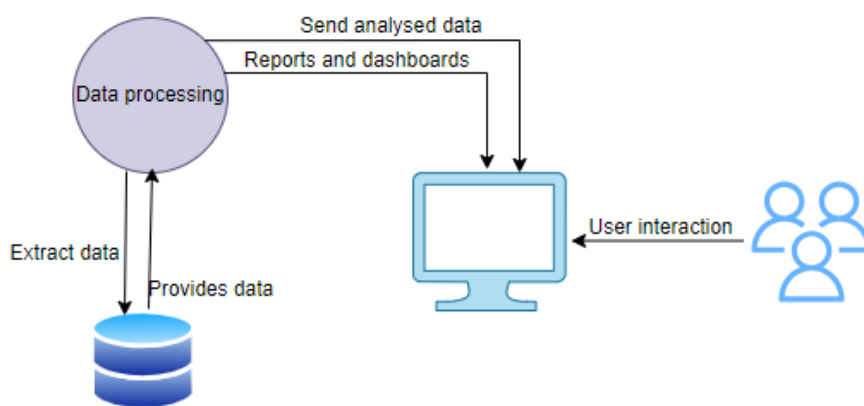 Send analysed data
Reports and dashboards
Data processing
User interaction
Extract data
Provides data